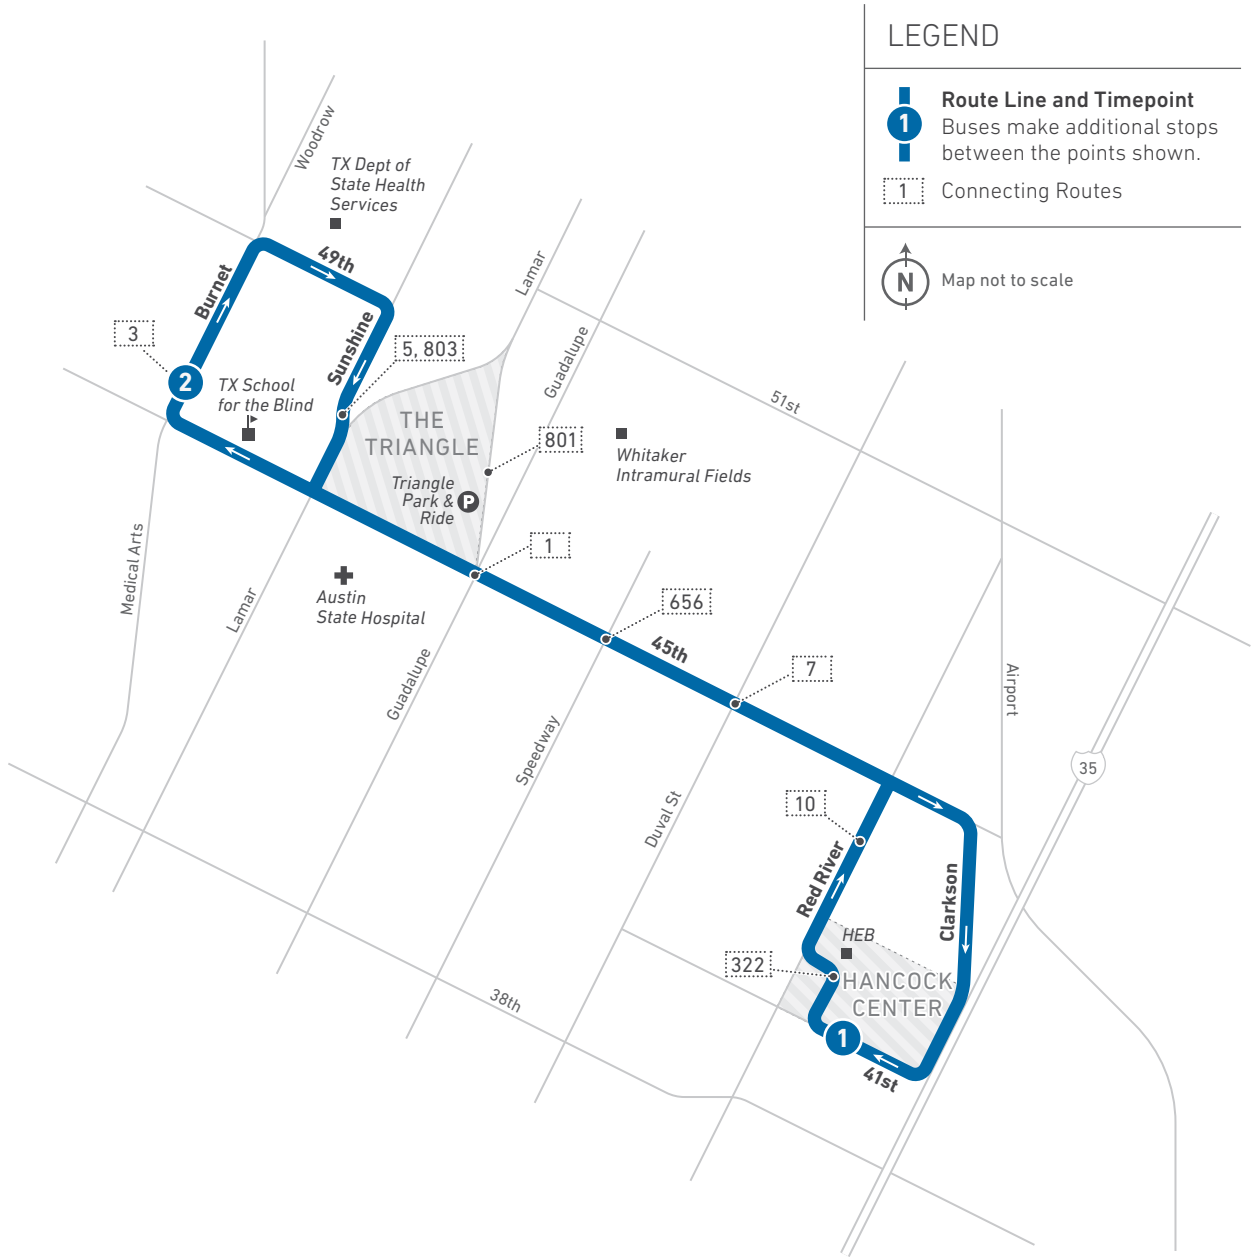 LEGEND
1
Route Line and Timepoint
Buses make additional stops
between the points shown.
1
Connecting Routes
N
Map not to scale
Woodrow
TX Dept of
State Health
Services
49th
Burnet
Sunshine
3
2
TX School
for the Blind
5, 803
Lamar
Guadalupe
51st
THE
TRIANGLE
801
Triangle
Park &
Ride
P
Whitaker
Intramural Fields
1
Medical Arts
Lamar
Austin
State Hospital
656
45th
Guadalupe
7
Airport
Speedway
35
Duval St
10
Red River
Clarkson
HEB
322
HANCOCK
CENTER
38th
1
41st